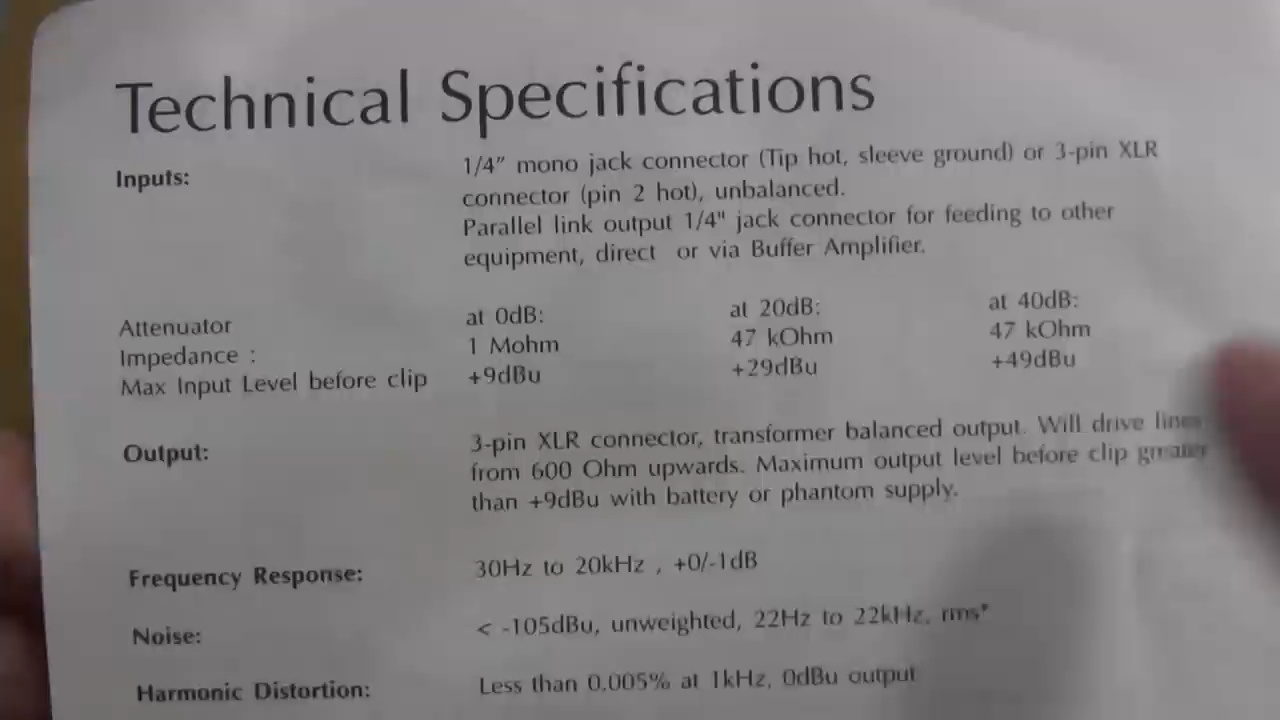 Technical Specifications
Inputs: 1/4" mono jack connector (Tip hot, sleeve ground) or 3-pin XLR
connector (pin 2 hot), unbalanced.
Parallel link output 1/4" jack connector for feeding to other
equipment, direct or via Buffer Amplifier.
Attenuator at 0dB: at 20dB: at 40dB:
Impedance : 1 Mohm 47 kOhm 47 kOhm
Max Input Level before clip +9dBu +29dBu +49dBu
Output: 3-pin XLR connector, transformer balanced output. Will drive lines
from 600 Ohm upwards. Maximum output level before clip greater
than +9dBu with battery or phantom supply.
Frequency Response: 30Hz to 20kHz , +0/-1dB
Noise: < -105dBu, unweighted, 22Hz to 22kHz, rms*
Harmonic Distortion: Less than 0,005% at 1kHz, 0dBu output